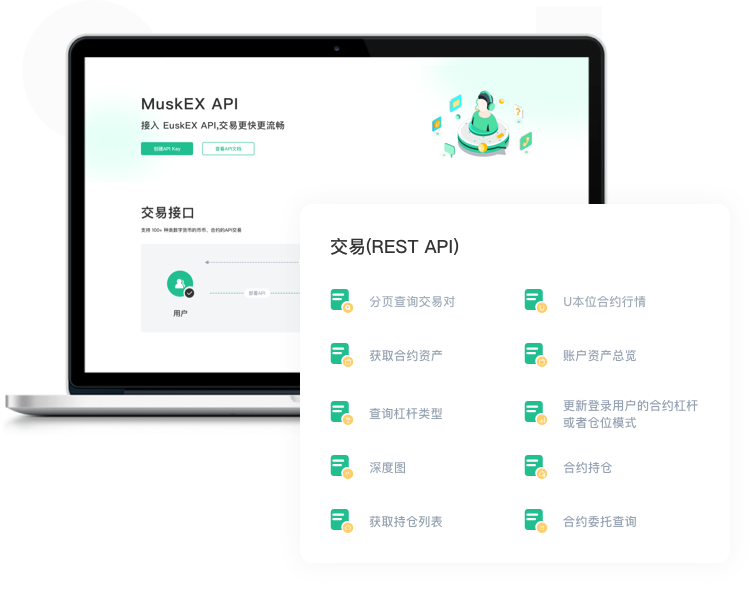 MuskEX API
接入 EuskEX API,交易更快更流畅
创建API Key
查看API文档
交易接口
支持 100+ 种类数字货币的币币、合约的API交易
部署API
用户
交易(REST API)
分页查询交易对
U本位合约行情
获取合约资产
账户资产总览
查询杠杆类型
更新登录用户的合约杠杆
或者仓位模式
深度图
合约持仓
获取持仓列表
合约委托查询